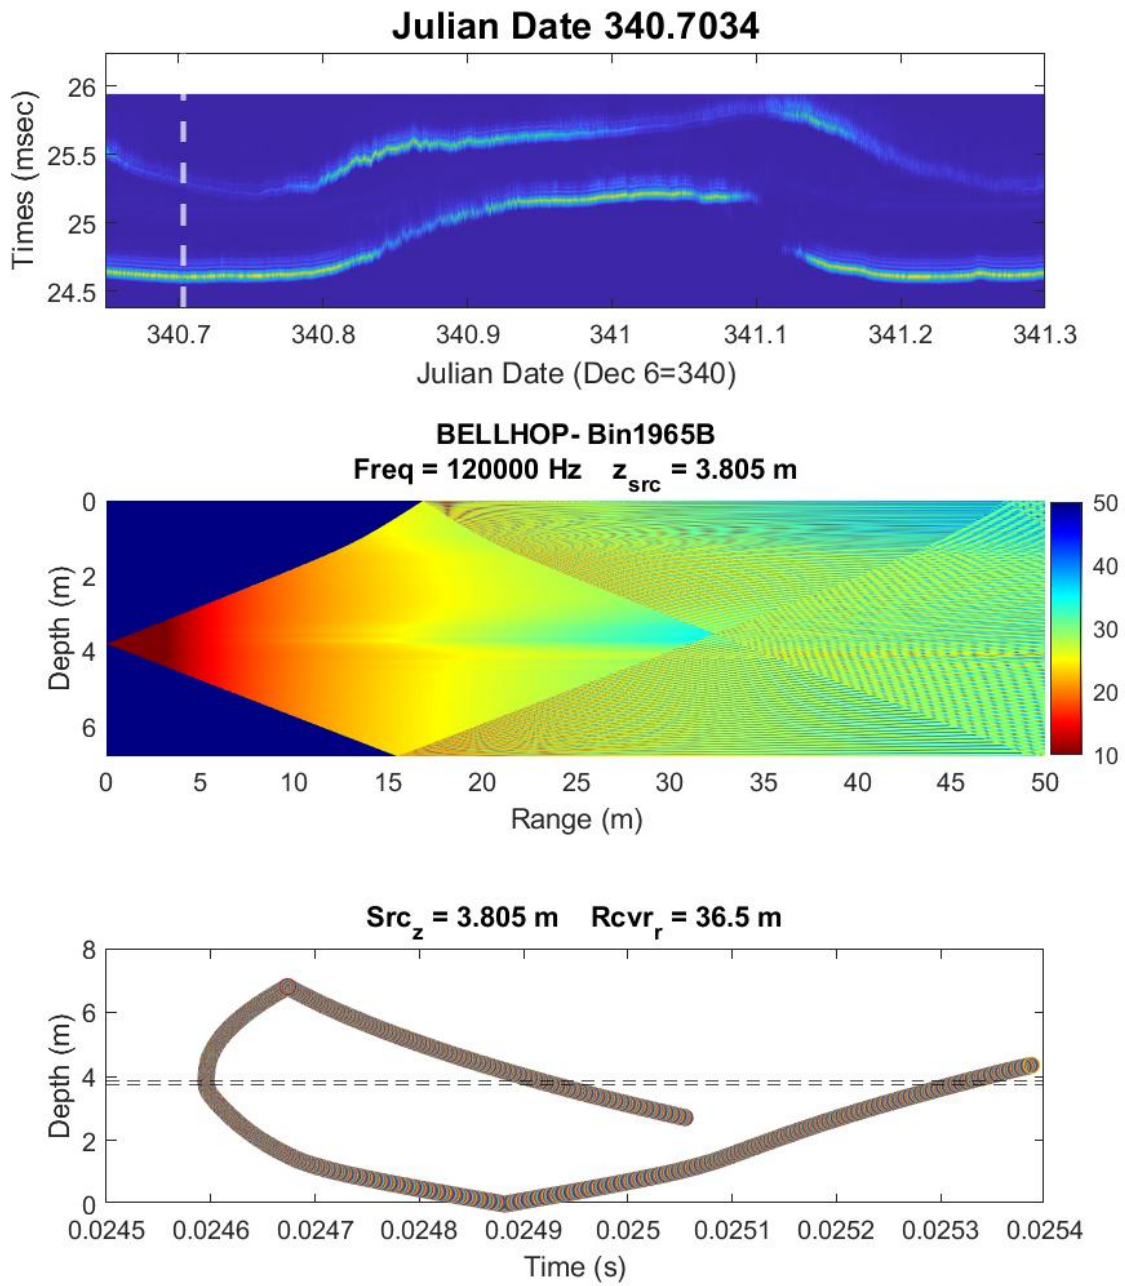 Julian Date 340.7034
26
25.5
25
24.5
Times (msec)
340.7 340.8 340.9 341 341.1 341.2 341.3
Julian Date (Dec 6=340)
BELLHOP- Bin1965B
Freq = 120000 Hz z_src = 3.805 m
0
2
4
6
Depth (m)
50
40
30
20
10
0 5 10 15 20 25 30 35 40 45 50
Range (m)
Src_z = 3.805 m Rcvr_r = 36.5 m
8
6
4
2
0
Depth (m)
0.0245 0.0246 0.0247 0.0248 0.0249 0.025 0.0251 0.0252 0.0253 0.0254
Time (s)